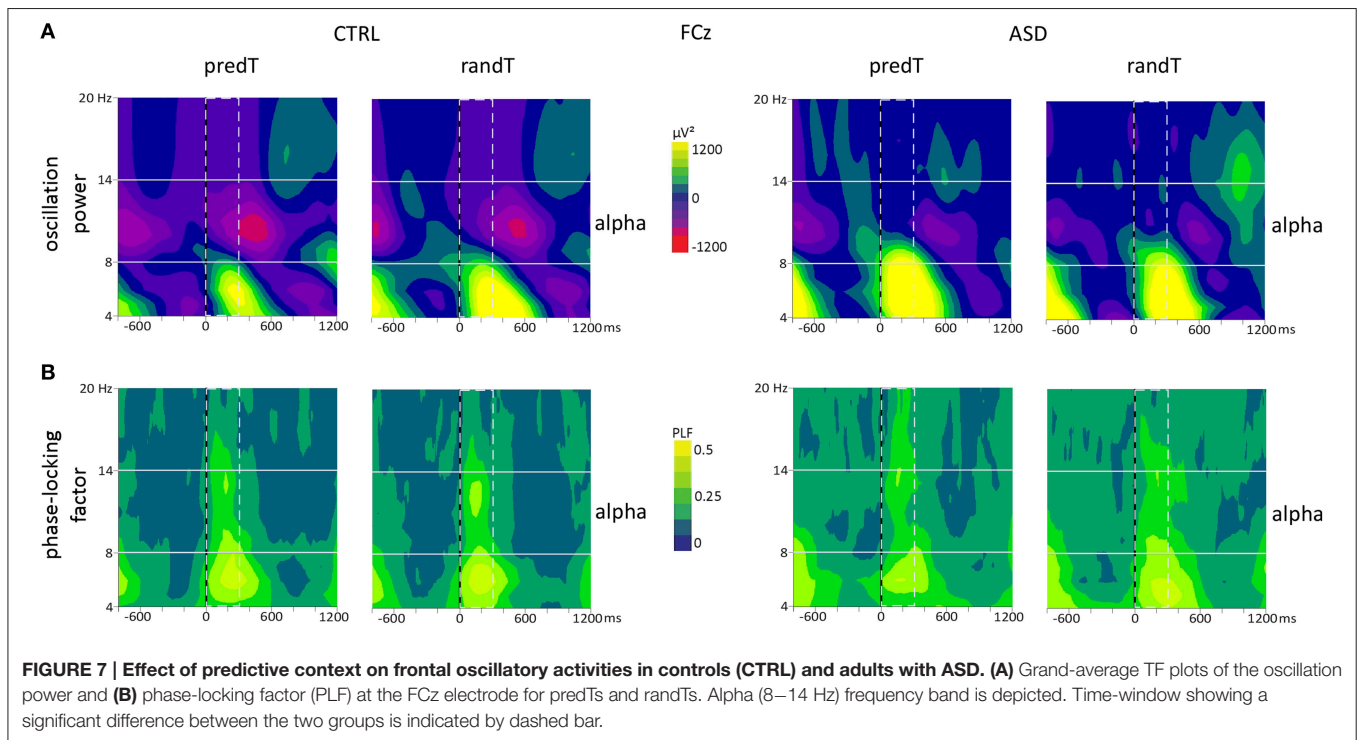 A
CTRL
FCz
ASD
predT
randT
predT
randT
oscillation power
20 Hz
14
8
4
-600 0 600 1200
-600 0 600 1200 ms
µV²
1200
0
-1200
alpha
20 Hz
14
8
4
-600 0 600 1200
-600 0 600 1200 ms
alpha
B
phase-locking factor
20 Hz
14
8
4
-600 0 600 1200
-600 0 600 1200 ms
PLF
0.5
0.25
0
alpha
20 Hz
14
8
4
-600 0 600 1200
-600 0 600 1200 ms
alpha
FIGURE 7 | Effect of predictive context on frontal oscillatory activities in controls (CTRL) and adults with ASD. (A) Grand-average TF plots of the oscillation
power and (B) phase-locking factor (PLF) at the FCz electrode for predTs and randTs. Alpha (8–14 Hz) frequency band is depicted. Time-window showing a
significant difference between the two groups is indicated by dashed bar.